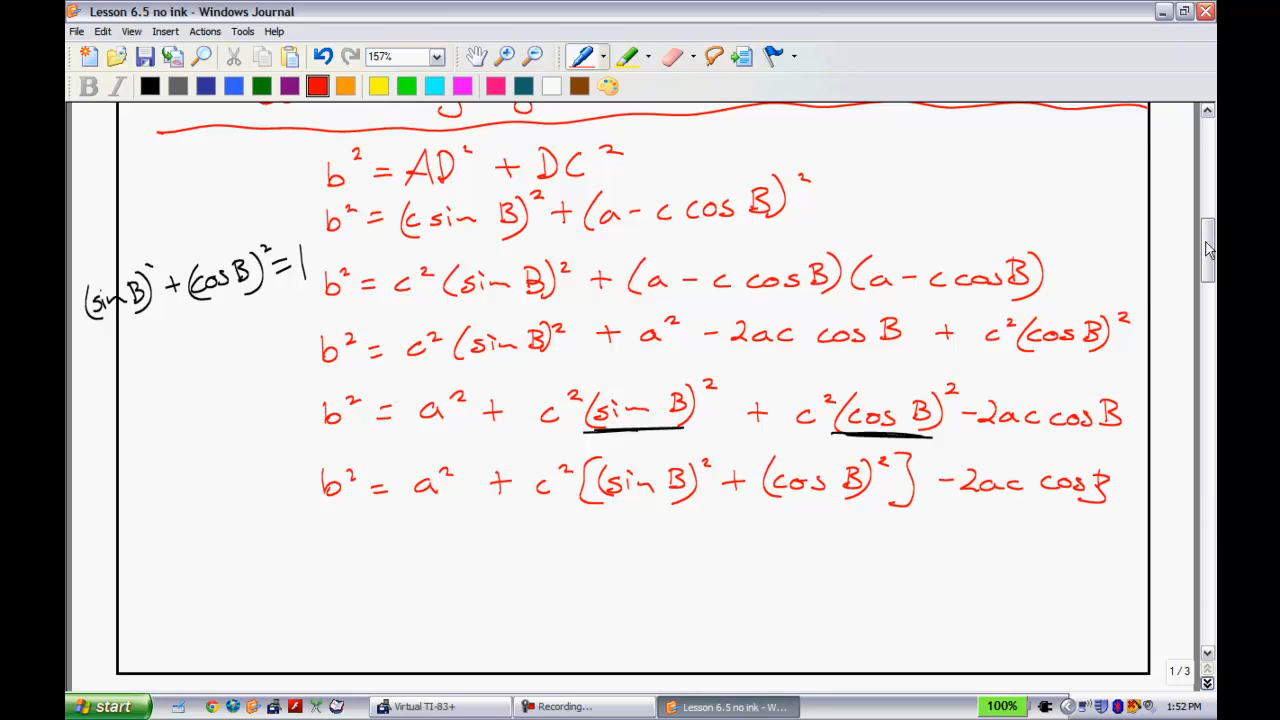 Lesson 6.5 no ink - Windows Journal
File Edit View Insert Actions Tools Help
157%
B I
b² = AD² + DC²
b² = (c sin B)² + (a - c cos B)²
(sin B)² + (cos B)² = 1
b² = c² (sin B)² + (a - c cos B)(a - c cos B)
b² = c² (sin B)² + a² - 2ac cos B + c² (cos B)²
b² = a² + c² (sin B)² + c² (cos B)² - 2ac cos B
b² = a² + c² [(sin B)² + (cos B)²] - 2ac cos B
1 / 3
start Virtual TI-83+ Recording... Lesson 6.5 no ink - W... 100% 1:52 PM